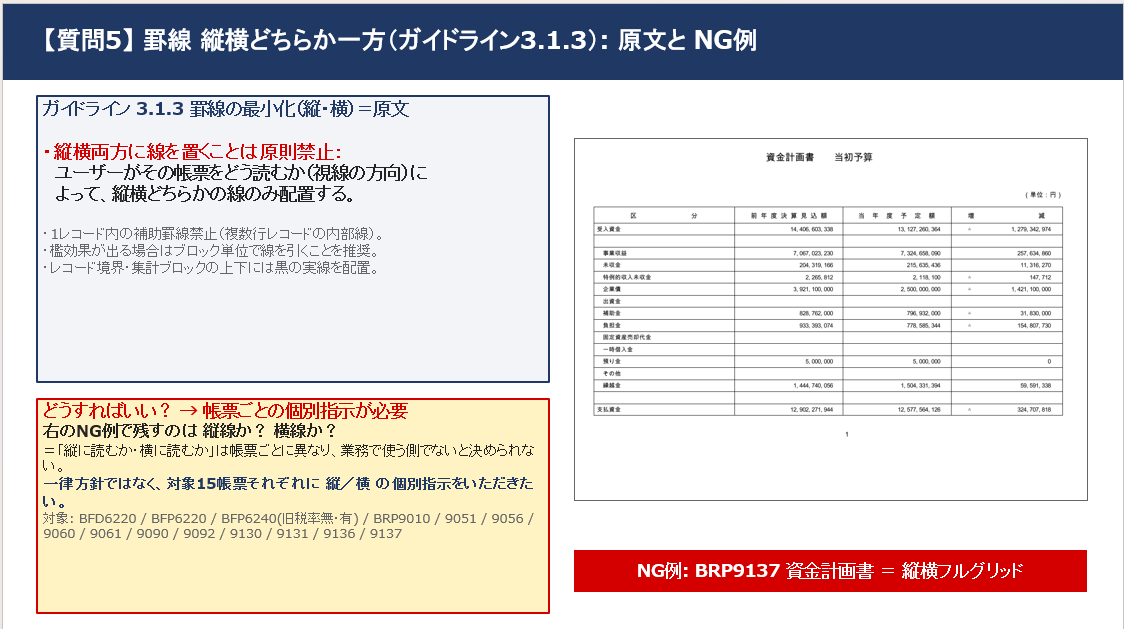 【質問5】 罫線 縦横どちらか一方（ガイドライン3.1.3）: 原文と NG例
ガイドライン 3.1.3 罫線の最小化（縦・横）＝原文
・縦横両方に線を置くことは原則禁止:
ユーザーがその帳票をどう読むか（視線の方向）に
よって、縦横どちらかの線のみ配置する。
・1レコード内の補助罫線禁止（複数行レコードの内部線）。
・檻効果が出る場合はブロック単位で線を引くことを推奨。
・レコード境界・集計ブロックの上下には黒の実線を配置。
どうすればいい？ → 帳票ごとの個別指示が必要
右のNG例で残すのは 縦線か？ 横線か？
＝「縦に読むか・横に読むか」は帳票ごとに異なり、業務で使う側でないと決められな
い。
一律方針ではなく、対象15帳票それぞれに 縦／横 の個別指示をいただきた
い。
対象: BFD6220 / BFP6220 / BFP6240(旧税率無・有) / BRP9010 / 9051 / 9056 /
9060 / 9061 / 9090 / 9092 / 9130 / 9131 / 9136 / 9137
資金計画書 当初予算
（単位：円）
区 分 前年度決算見込額 当年度予定額 増 減
受入資金 14,406,603,338 13,127,260,364 △ 1,279,342,974
事業収益 7,067,023,230 7,324,658,090 257,634,860
未収金 204,319,166 215,635,436 11,316,270
特例的収入未収金 2,265,812 2,118,100 △ 147,712
企業債 3,921,100,000 2,500,000,000 △ 1,421,100,000
出資金
補助金 828,762,000 796,932,000 △ 31,830,000
負担金 933,393,074 778,585,344 △ 154,807,730
固定資産売却代金
一時借入金
預り金 5,000,000 5,000,000 0
その他
繰越金 1,444,740,056 1,504,331,394 59,591,338
支払資金 12,902,271,944 12,577,564,126 △ 324,707,818
1
NG例: BRP9137 資金計画書 ＝ 縦横フルグリッド